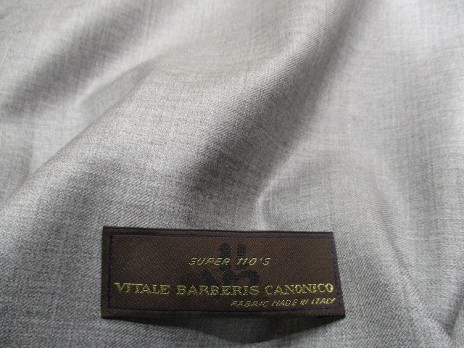 SUPER 110'S
VITALE BARBERIS CANONICO
FABRIC MADE IN ITALY